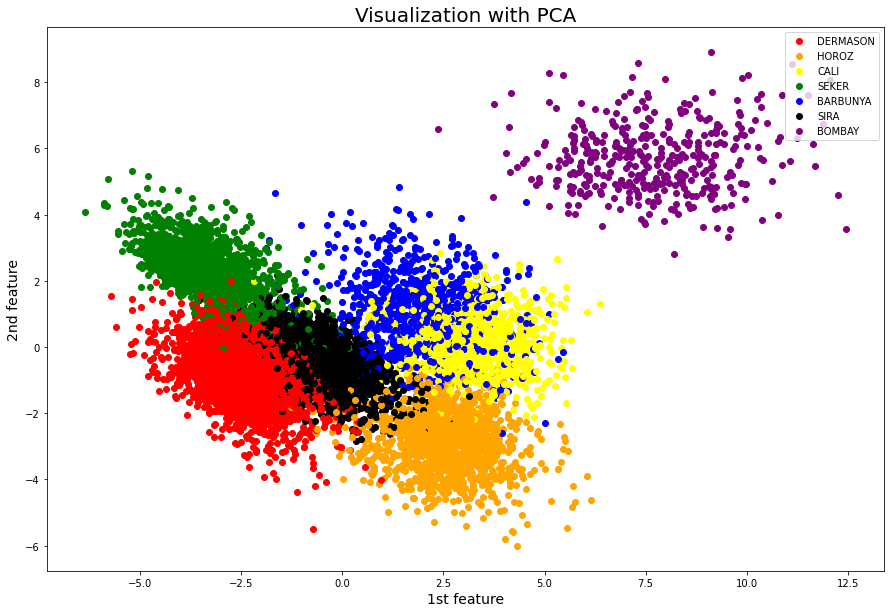 Visualization with PCA
DERMASON
HOROZ
CALI
SEKER
BARBUNYA
SIRA
BOMBAY
2nd feature
8
6
4
2
0
−2
−4
−6
−5.0 −2.5 0.0 2.5 5.0 7.5 10.0 12.5
1st feature